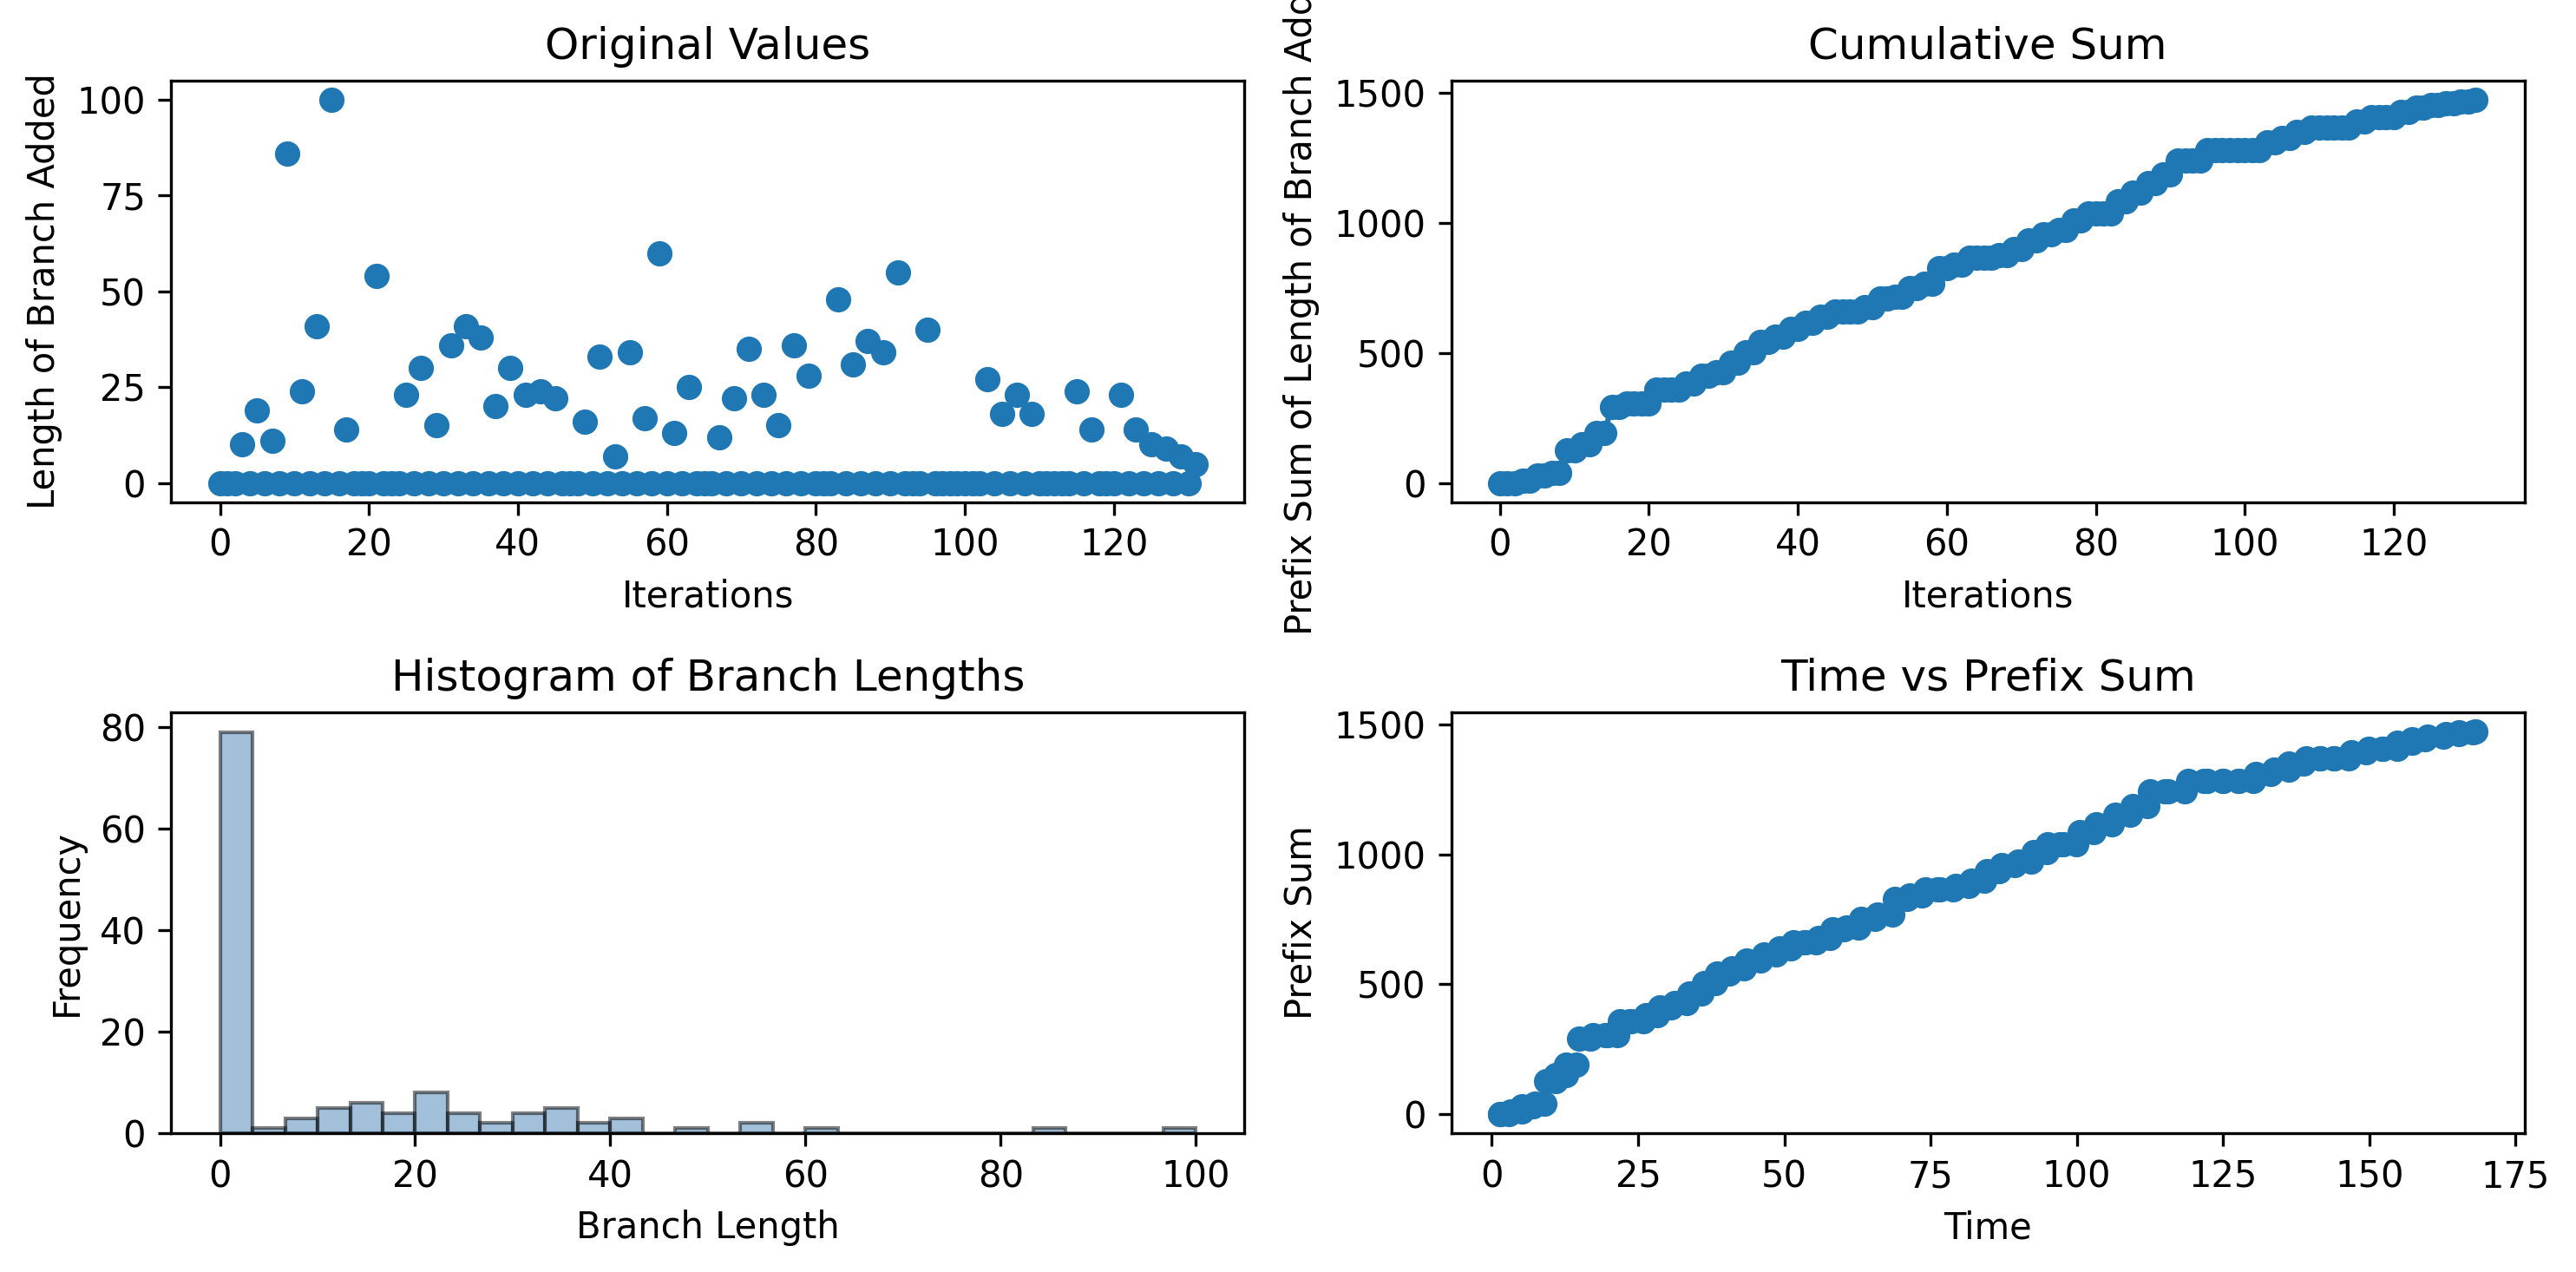 Original Values
Length of Branch Added
100
75
50
25
0
0 20 40 60 80 100 120
Iterations
Cumulative Sum
Prefix Sum of Length of Branch
1500
1000
500
0
0 20 40 60 80 100 120
Iterations
Histogram of Branch Lengths
Frequency
80
60
40
20
0
0 20 40 60 80 100
Branch Length
Time vs Prefix Sum
Prefix Sum
1500
1000
500
0
0 25 50 75 100 125 150 175
Time